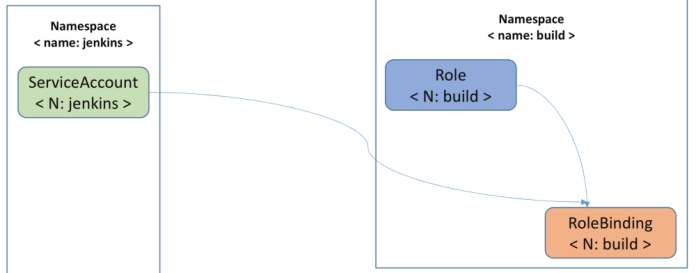 Namespace
< name: jenkins >
ServiceAccount
< N: jenkins >
Namespace
< name: build >
Role
< N: build >
RoleBinding
< N: build >